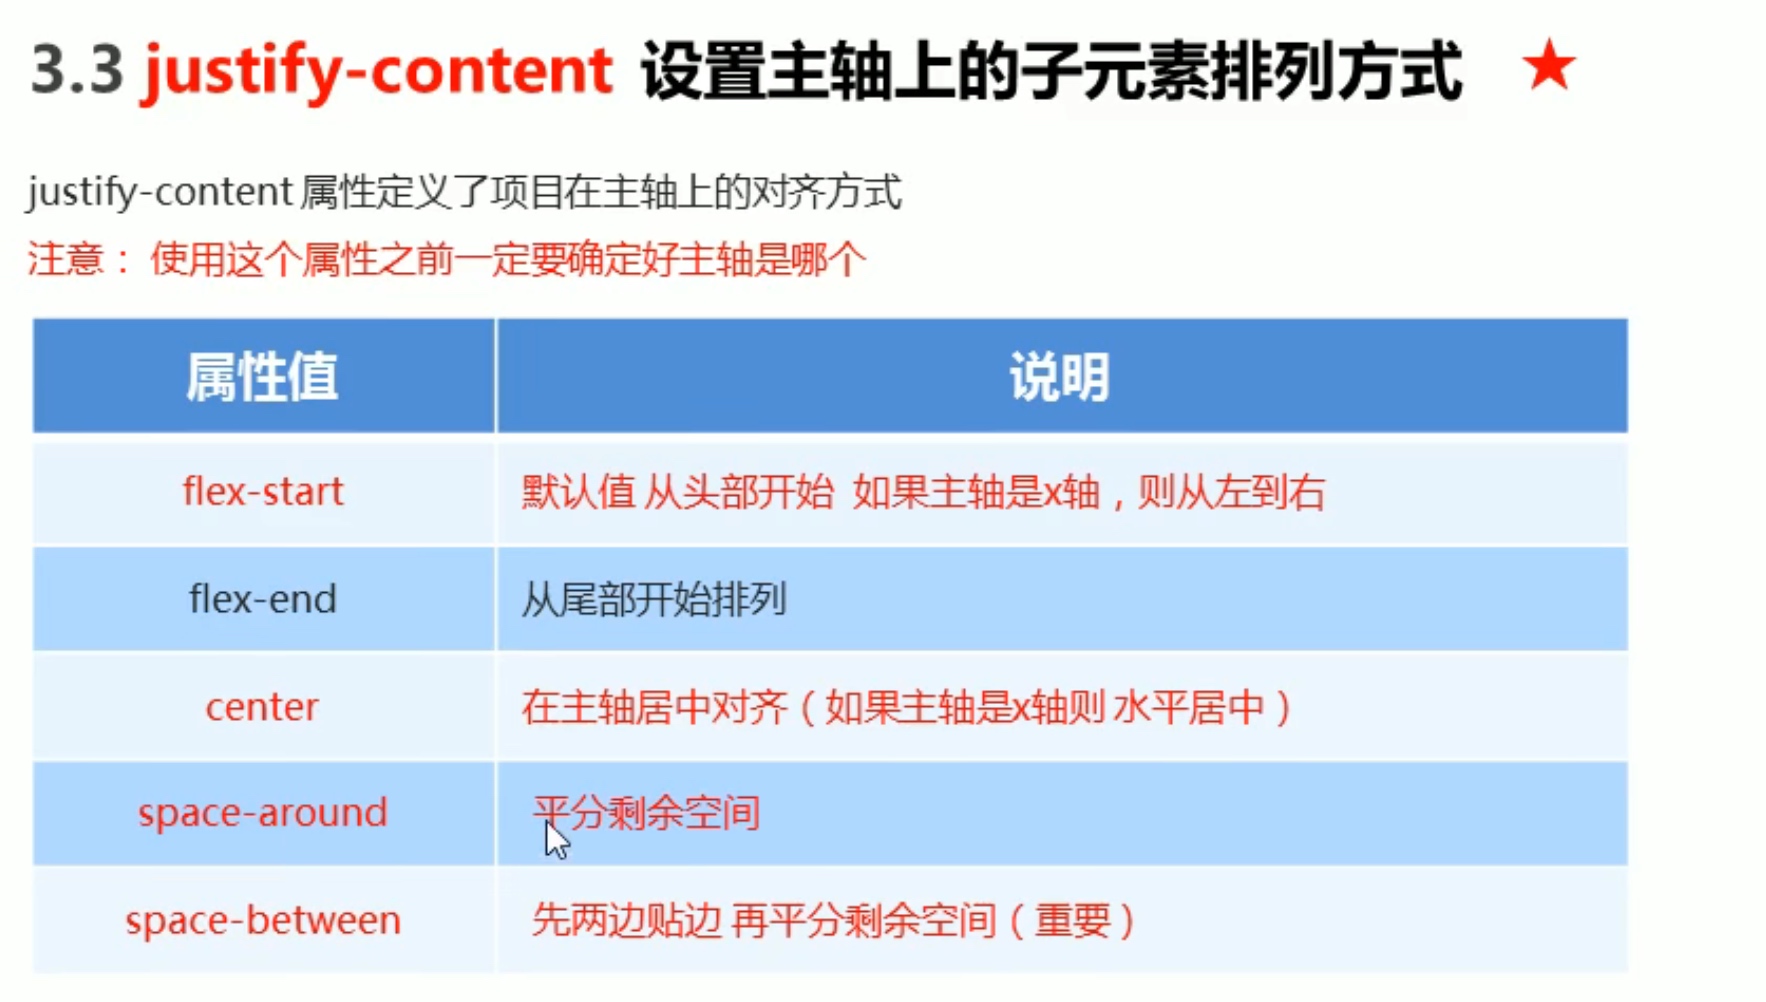 3.3 justify-content 设置主轴上的子元素排列方式 ★
justify-content 属性定义了项目在主轴上的对齐方式
注意： 使用这个属性之前一定要确定好主轴是哪个
属性值 说明
flex-start 默认值 从头部开始 如果主轴是x轴，则从左到右
flex-end 从尾部开始排列
center 在主轴居中对齐（如果主轴是x轴则 水平居中）
space-around 平分剩余空间
space-between 先两边贴边 再平分剩余空间（重要）